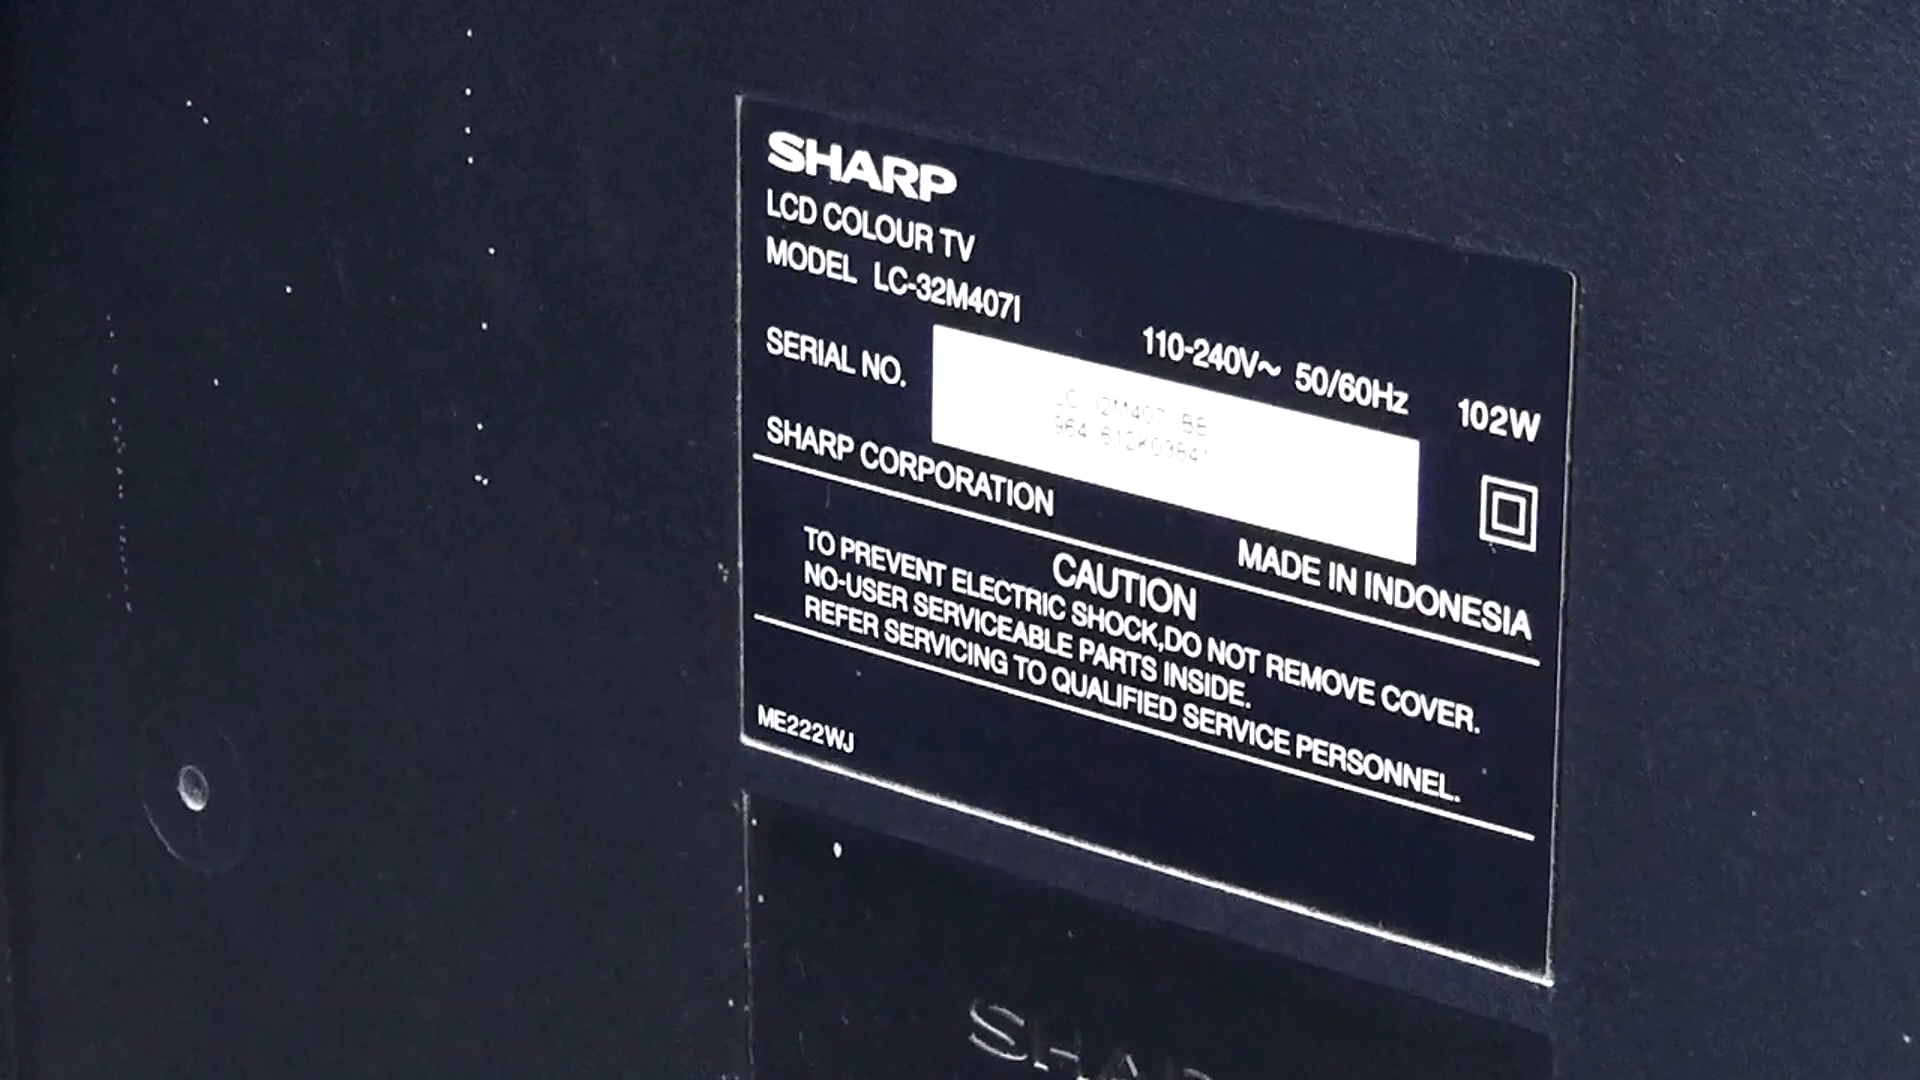 SHARP
LCD COLOUR TV
MODEL LC-32M407I
110-240V~ 50/60Hz 102W
SERIAL NO.
SHARP CORPORATION
MADE IN INDONESIA
CAUTION
TO PREVENT ELECTRIC SHOCK,DO NOT REMOVE COVER.
NO-USER SERVICEABLE PARTS INSIDE.
REFER SERVICING TO QUALIFIED SERVICE PERSONNEL.
ME222WJ
SHARP